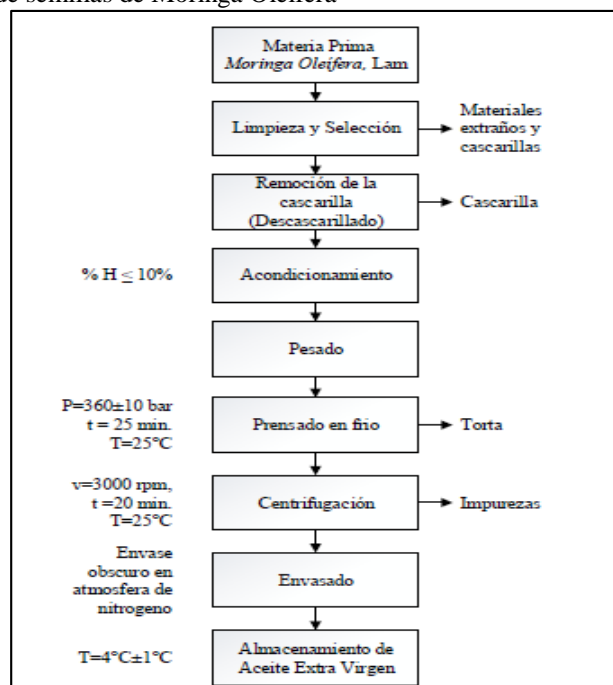 de semillas de Moringa Oleifera
Materia Prima
Moringa Oleífera, Lam
Limpieza y Selección
Materiales
extraños y
cascarillas
Remoción de la
cascarilla
(Descascarillado)
Cascarilla
% H ≤ 10%
Acondicionamiento
Pesado
P=360±10 bar
t = 25 min.
T=25°C
Prensado en frio
Torta
v=3000 rpm,
t =20 min.
T=25°C
Centrifugación
Impurezas
Envase
obscuro en
atmosfera de
nitrogeno
Envasado
T=4°C±1°C
Almacenamiento de
Aceite Extra Virgen